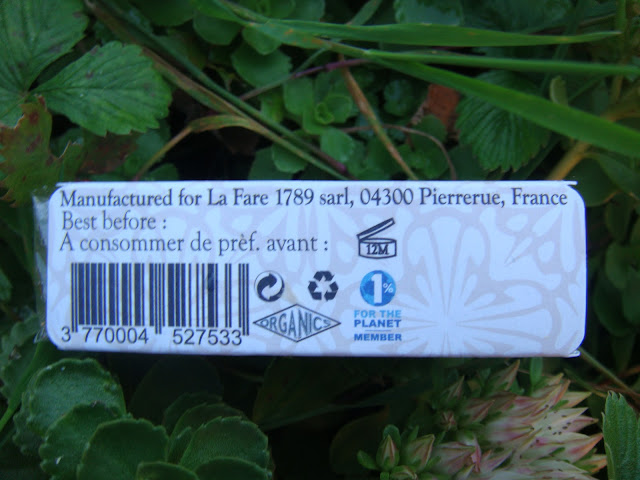 Manufactured for La Fare 1789 sarl, 04300 Pierrerue, France
Best before :
A consommer de préf. avant :
12M
1%
FOR THE
PLANET
MEMBER
ORGANICS
3 770004 527533